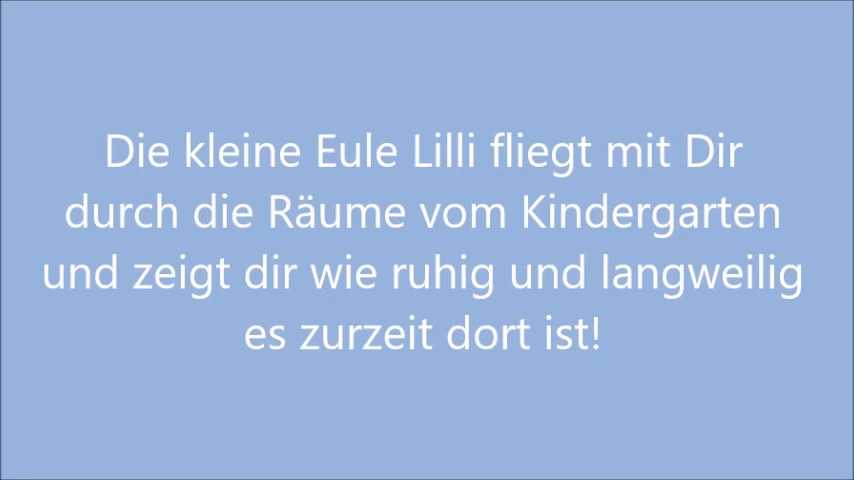 Die kleine Eule Lilli fliegt mit Dir
durch die Räume vom Kindergarten
und zeigt dir wie ruhig und langweilig
es zurzeit dort ist!